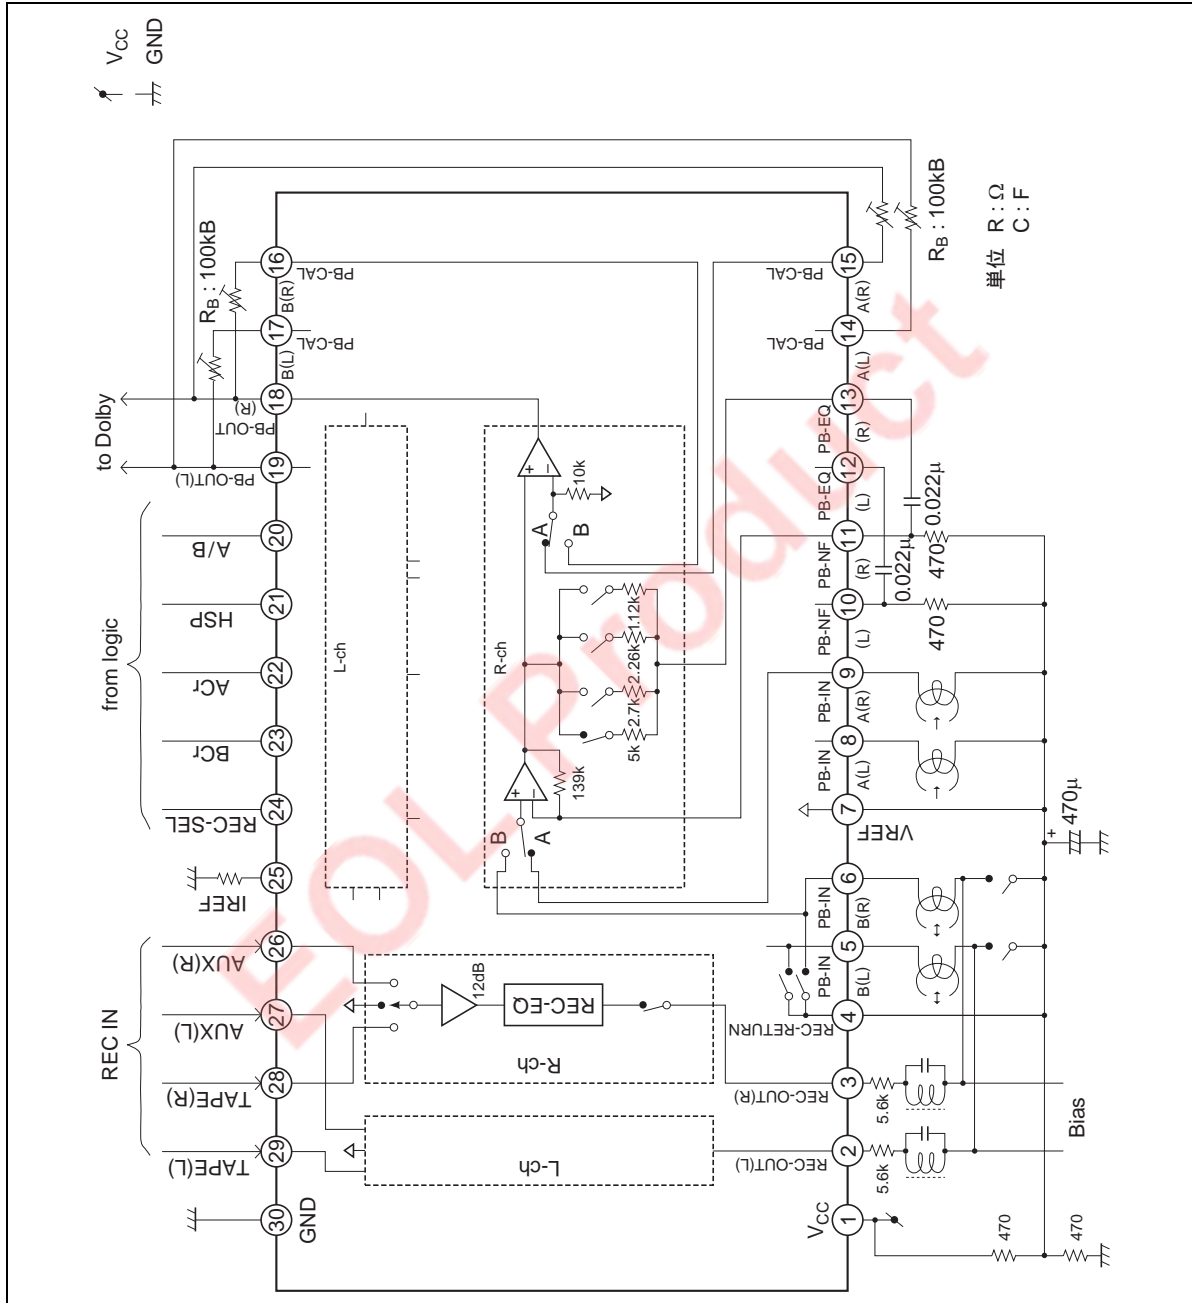 VCC
GND
to Dolby
RB : 100kB
from logic
REC IN
16
PB-CAL
B(R)
17
PB-CAL
B(L)
18
(R)
PB-OUT
19
PB-OUT(L)
20
A/B
21
HSP
22
ACr
23
BCr
24
REC-SEL
25
IREF
26
AUX(R)
27
AUX(L)
28
TAPE(R)
29
TAPE(L)
30
GND
L-ch
R-ch
+
−
10k
A
B
1.12k
2.26k
2.7k
5k
139k
+
−
B
A
12dB
REC-EQ
R-ch
L-ch
15
PB-CAL
A(R)
14
PB-CAL
A(L)
13
PB-EQ
(R)
12
PB-EQ
(L)
11
PB-NF
(R)
10
PB-NF
(L)
9
PB-IN
A(R)
8
PB-IN
A(L)
7
VREF
6
PB-IN
B(R)
5
PB-IN
B(L)
4
REC-RETURN
3
REC-OUT(R)
2
REC-OUT(L)
1
VCC
RB : 100kB
0.022μ
0.022μ
470
470
+
470μ
5.6k
5.6k
Bias
470
470
単位 R : Ω
C : F
EOL Product